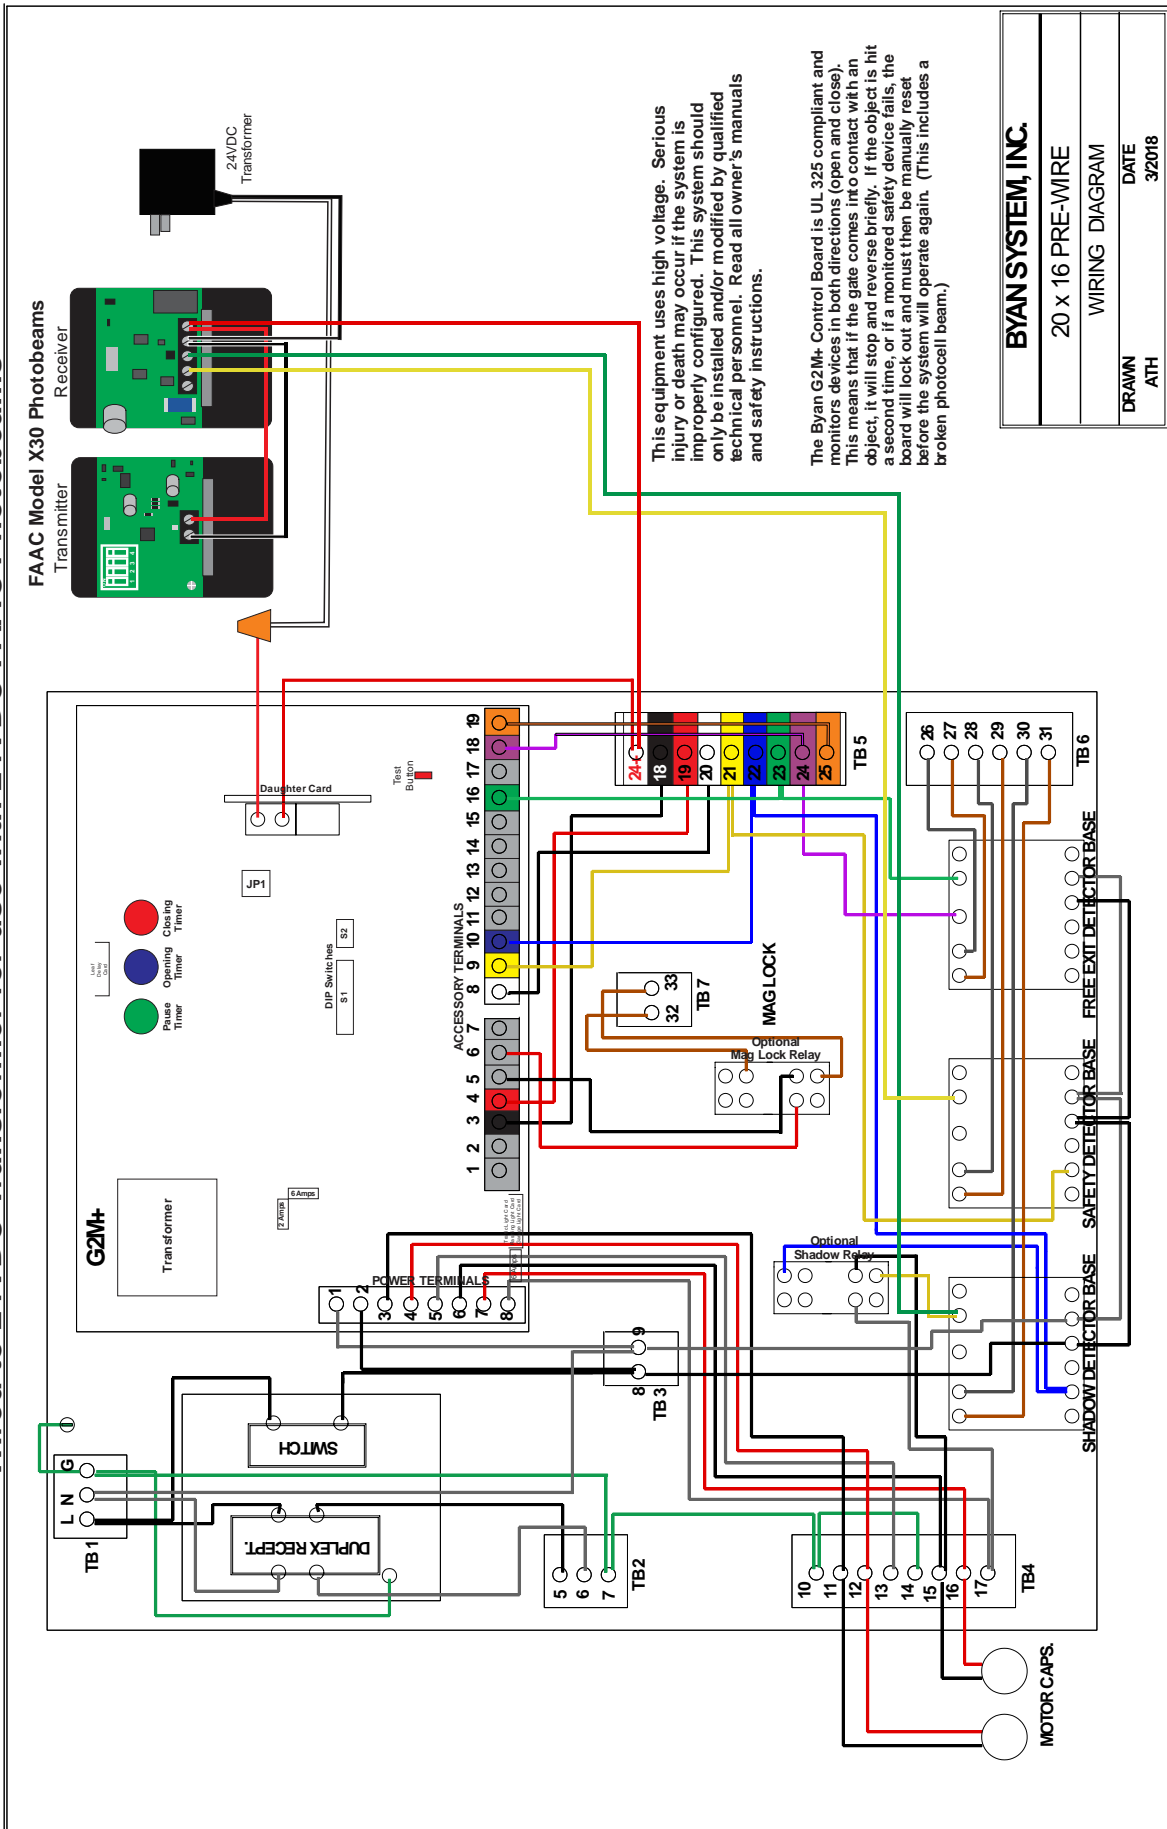 FAAC Model X30 Photobeams
Transmitter
Receiver
24VDC
Transformer
This equipment uses high voltage. Serious
injury or death may occur if the system is
improperly configured. This system should
only be installed and/or modified by qualified
technical personnel. Read all owner's manuals
and safety instructions.
The Byan G2M+ Control Board is UL 325 compliant and
monitors devices in both directions (open and close).
This means that if the gate comes into contact with an
object, it will stop and reverse briefly. If the object is hit
a second time, or if a monitored safety device fails, the
board will lock out and must then be manually reset
before the system will operate again. (This includes a
broken photocell beam.)
BYAN SYSTEM, INC.
20 x 16 PRE-WIRE
WIRING DIAGRAM
DRAWN
ATH
DATE
3/2018
G2M+
Transformer
2 Amps
6 Amps
Pause
Timer
Opening
Timer
Closing
Timer
DIP Switches
S1
S2
JP1
Daughter Card
Test
Button
1 2 3 4
POWER TERMINALS
1 2 3 4 5 6 7 8
ACCESSORY TERMINALS
1 2 3 4 5 6 7 8 9 10 11 12 13 14 15 16 17 18 19
TB1
L N G
SWITCH
DUPLEX RECEPT.
TB2
5 6 7
TB 3
8 9
TB4
10 11 12 13 14 15 16 17
TB 5
24+ 18 19 20 21 22 23 24 25
TB 6
26 27 28 29 30 31
TB 7
32 33
MAG LOCK
Optional
Mag Lock Relay
Optional
Shadow Relay
SHADOW DETECTOR BASE
SAFETY DETECTOR BASE
FREE EXIT DETECTOR BASE
MOTOR CAPS.